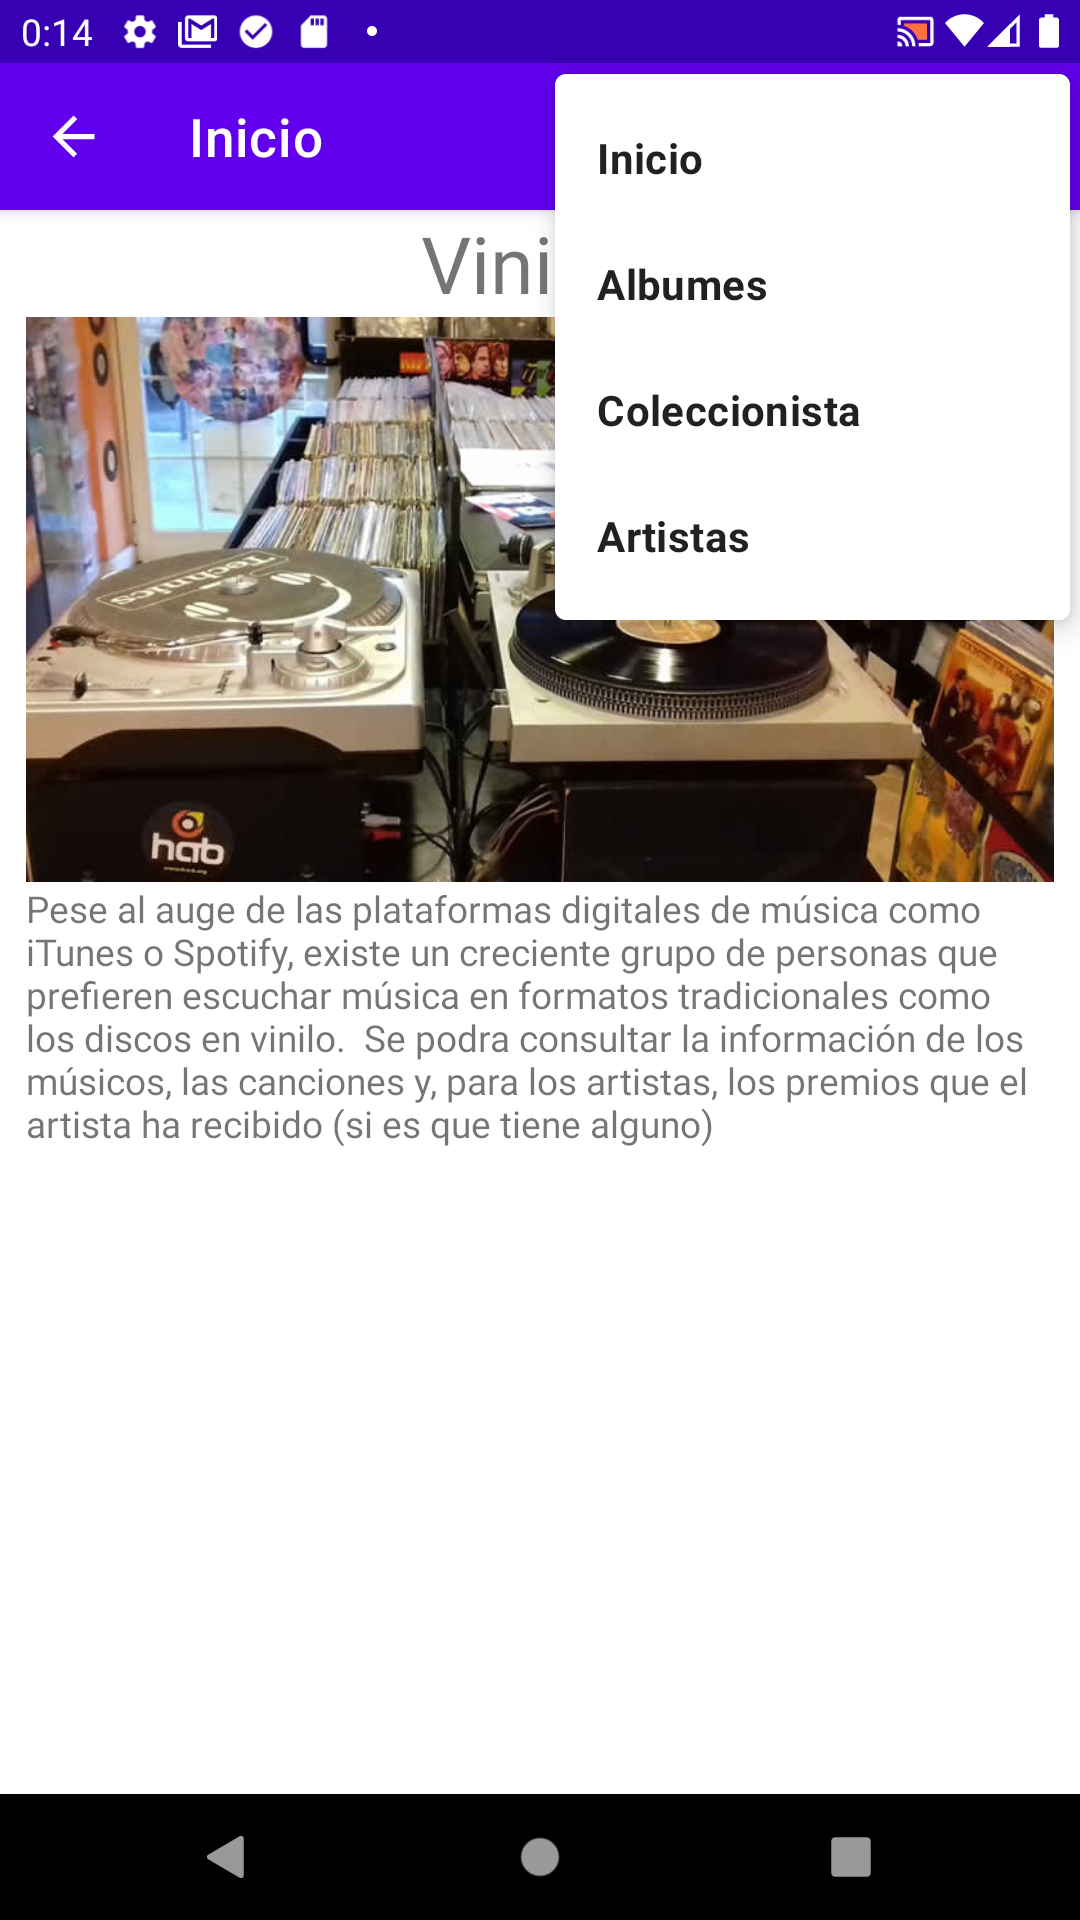 0:14
Inicio
Inicio
Vini
Albumes
Coleccionista
Artistas
Technics
hab
Pese al auge de las plataformas digitales de música como
iTunes o Spotify, existe un creciente grupo de personas que
prefieren escuchar música en formatos tradicionales como
los discos en vinilo.  Se podra consultar la información de los
músicos, las canciones y, para los artistas, los premios que el
artista ha recibido (si es que tiene alguno)